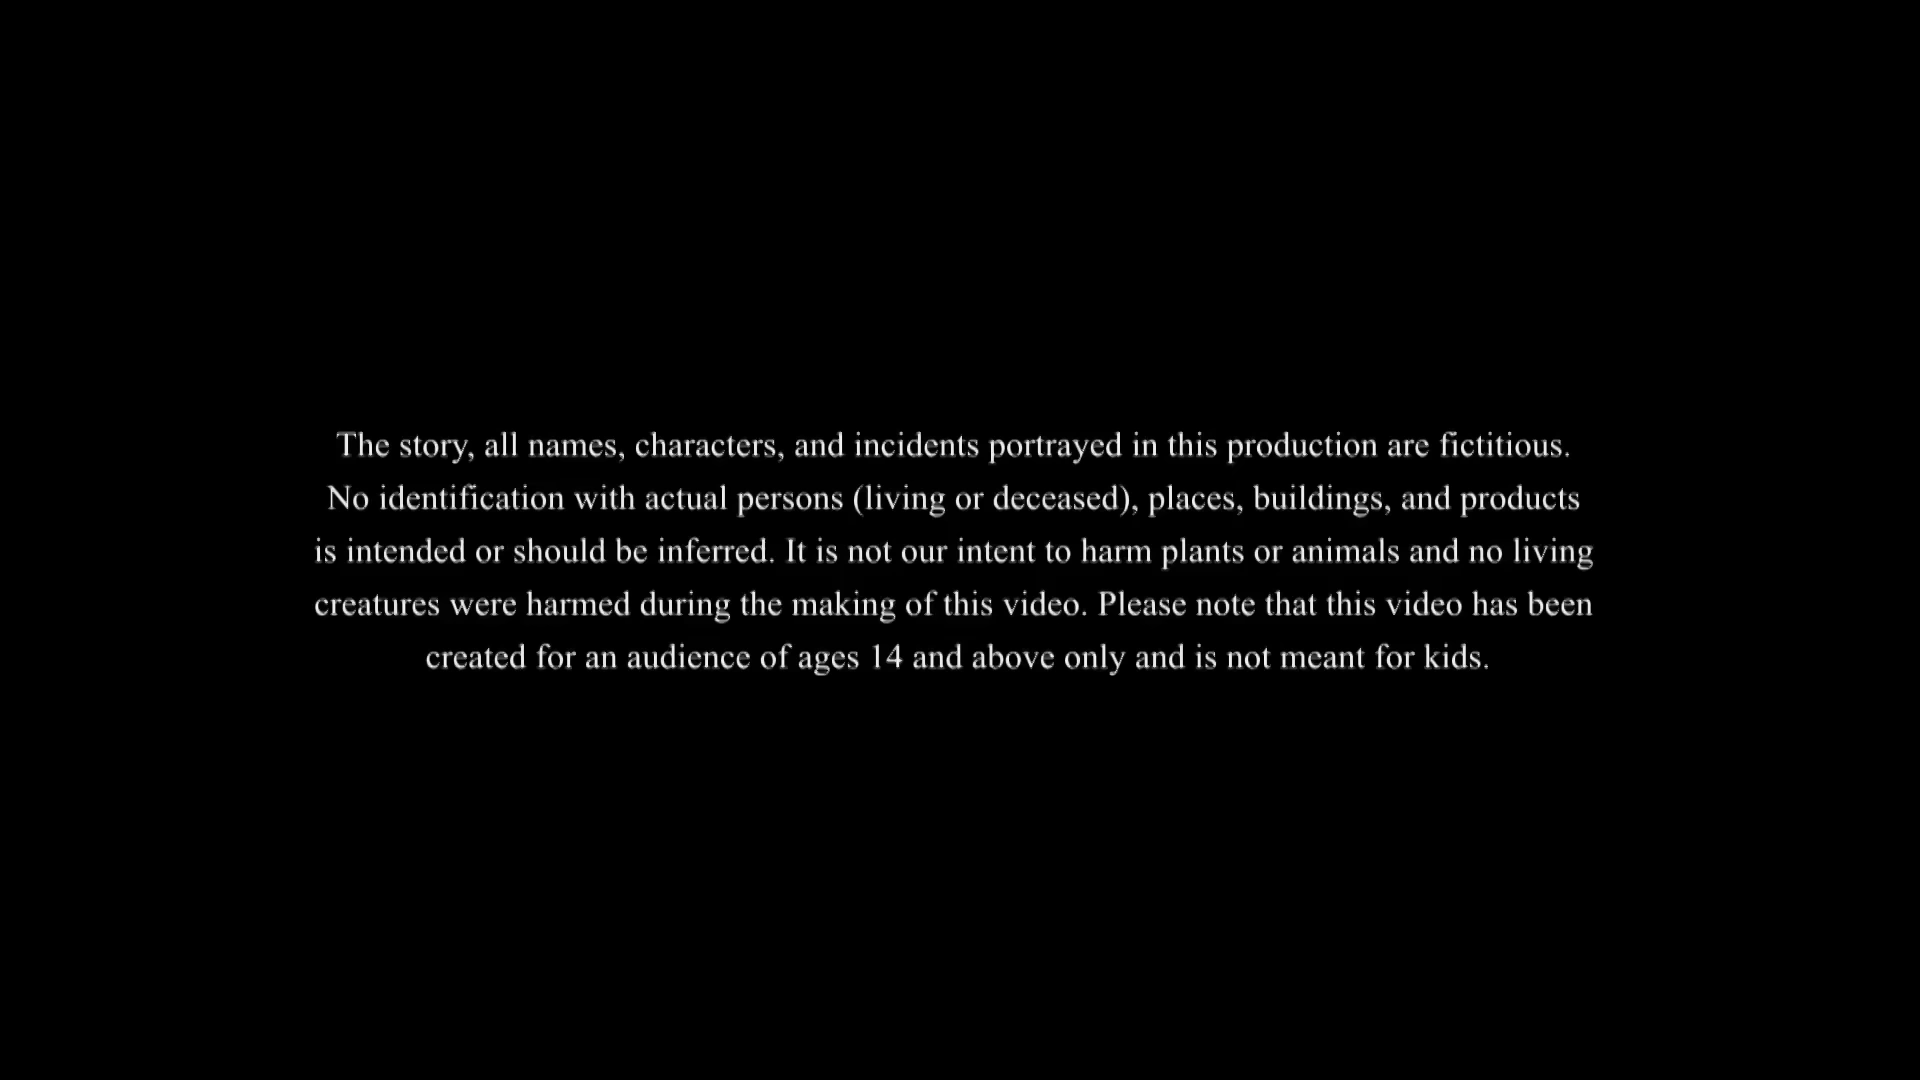 The story, all names, characters, and incidents portrayed in this production are fictitious.
No identification with actual persons (living or deceased), places, buildings, and products
is intended or should be inferred. It is not our intent to harm plants or animals and no living
creatures were harmed during the making of this video. Please note that this video has been
created for an audience of ages 14 and above only and is not meant for kids.